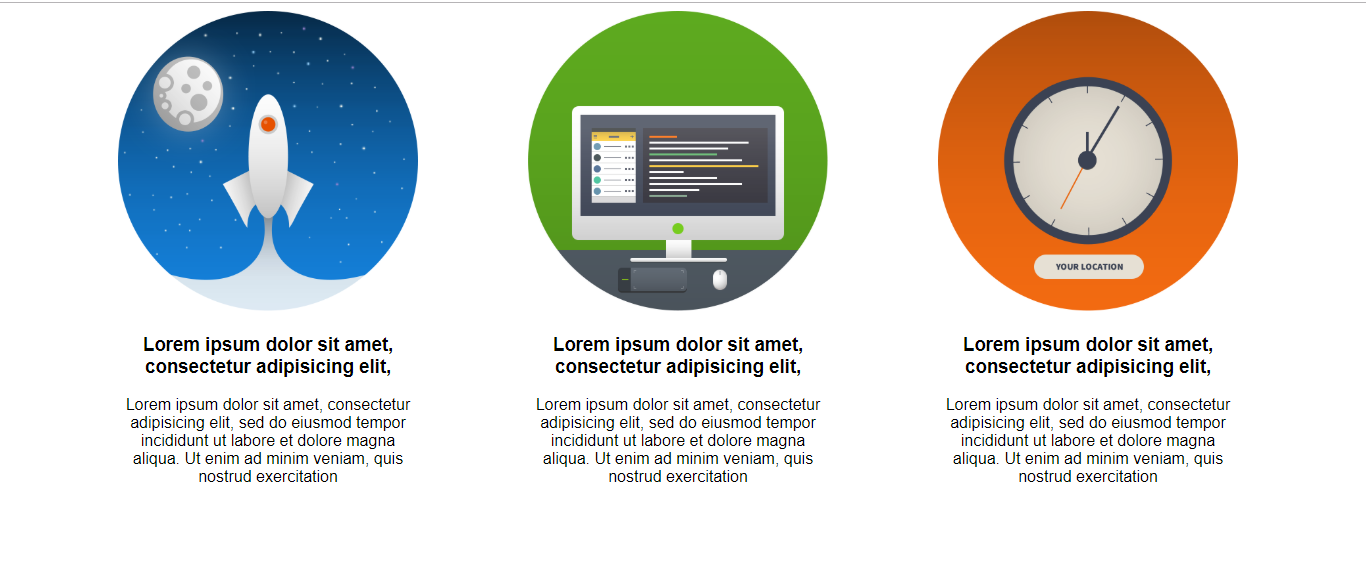 YOUR LOCATION
Lorem ipsum dolor sit amet,
consectetur adipisicing elit,
Lorem ipsum dolor sit amet, consectetur
adipisicing elit, sed do eiusmod tempor
incididunt ut labore et dolore magna
aliqua. Ut enim ad minim veniam, quis
nostrud exercitation
Lorem ipsum dolor sit amet,
consectetur adipisicing elit,
Lorem ipsum dolor sit amet, consectetur
adipisicing elit, sed do eiusmod tempor
incididunt ut labore et dolore magna
aliqua. Ut enim ad minim veniam, quis
nostrud exercitation
Lorem ipsum dolor sit amet,
consectetur adipisicing elit,
Lorem ipsum dolor sit amet, consectetur
adipisicing elit, sed do eiusmod tempor
incididunt ut labore et dolore magna
aliqua. Ut enim ad minim veniam, quis
nostrud exercitation